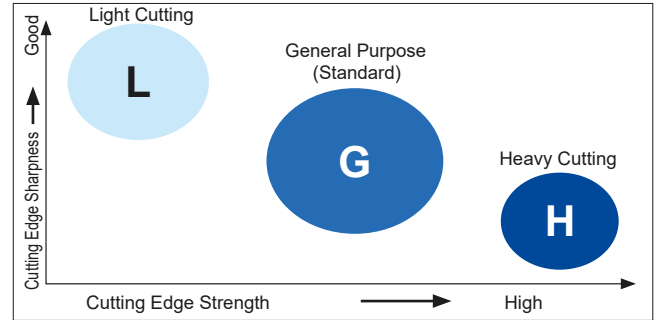 Light Cutting
Good
L
General Purpose
(Standard)
G
Heavy Cutting
H
Cutting Edge Sharpness
Cutting Edge Strength
High